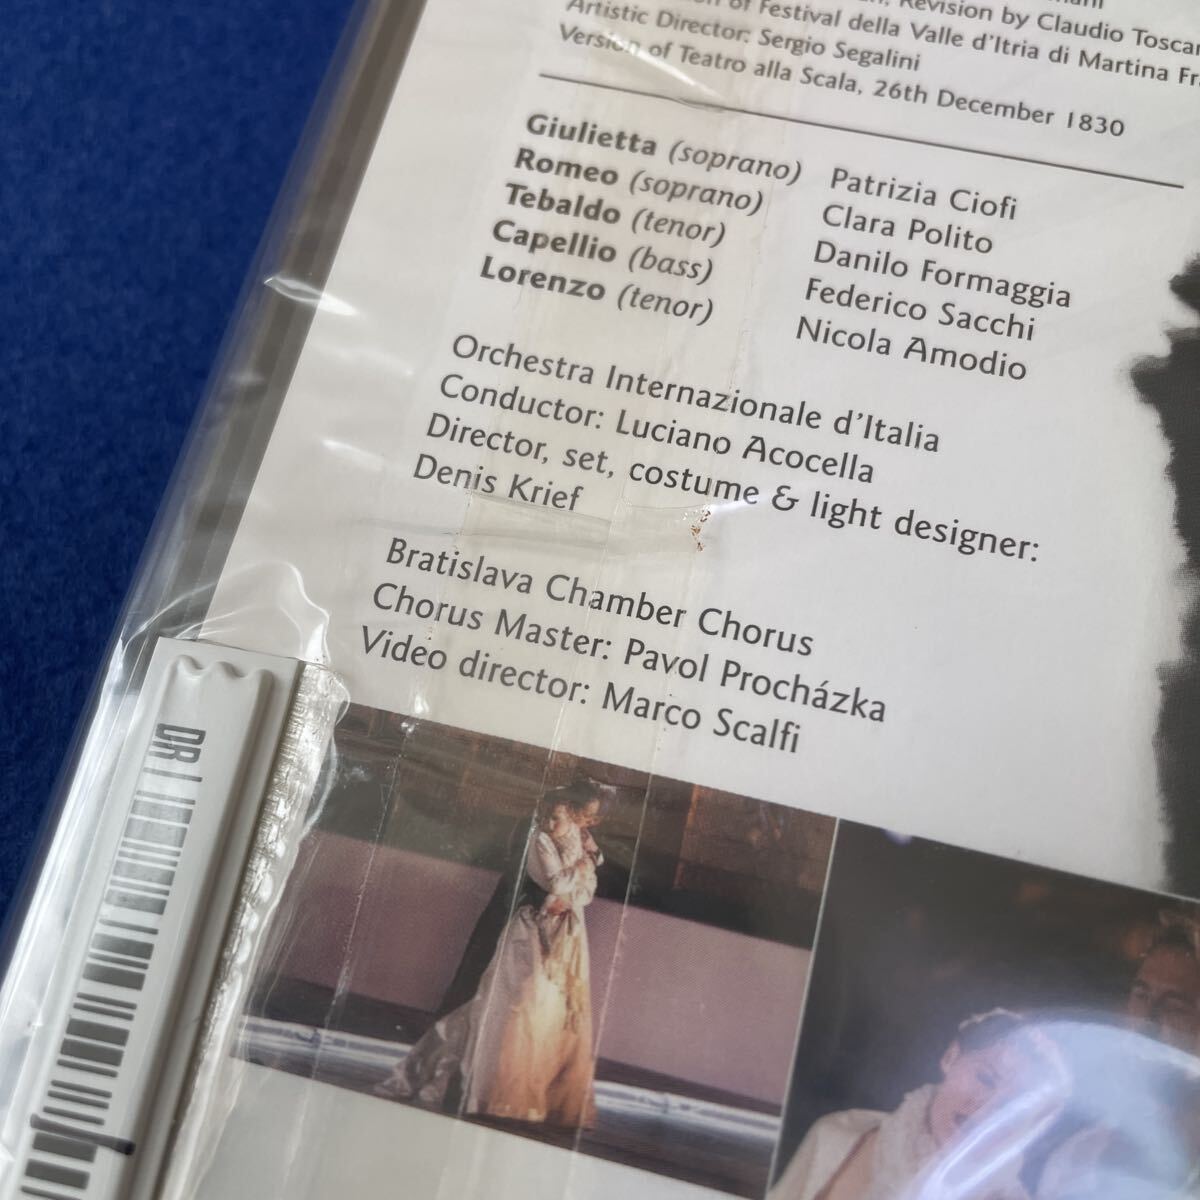 Revision by Claudio Toscan
of Festival della Valle d'Itria di Martina Fra
Artistic Director: Sergio Segalini
Version of Teatro alla Scala, 26th December 1830
Giulietta (soprano) Patrizia Ciofi
Romeo (soprano) Clara Polito
Tebaldo (tenor) Danilo Formaggia
Capellio (bass) Federico Sacchi
Lorenzo (tenor) Nicola Amodio
Orchestra Internazionale d'Italia
Conductor: Luciano Acocella
Director, set, costume & light designer:
Denis Krief
Bratislava Chamber Chorus
Chorus Master: Pavol Procházka
Video director: Marco Scalfi
DR